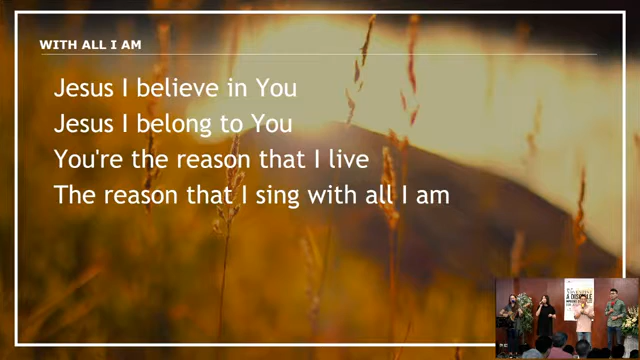 WITH ALL I AM
Jesus I believe in You
Jesus I belong to You
You're the reason that I live
The reason that I sing with all I am
A DISCIPLE